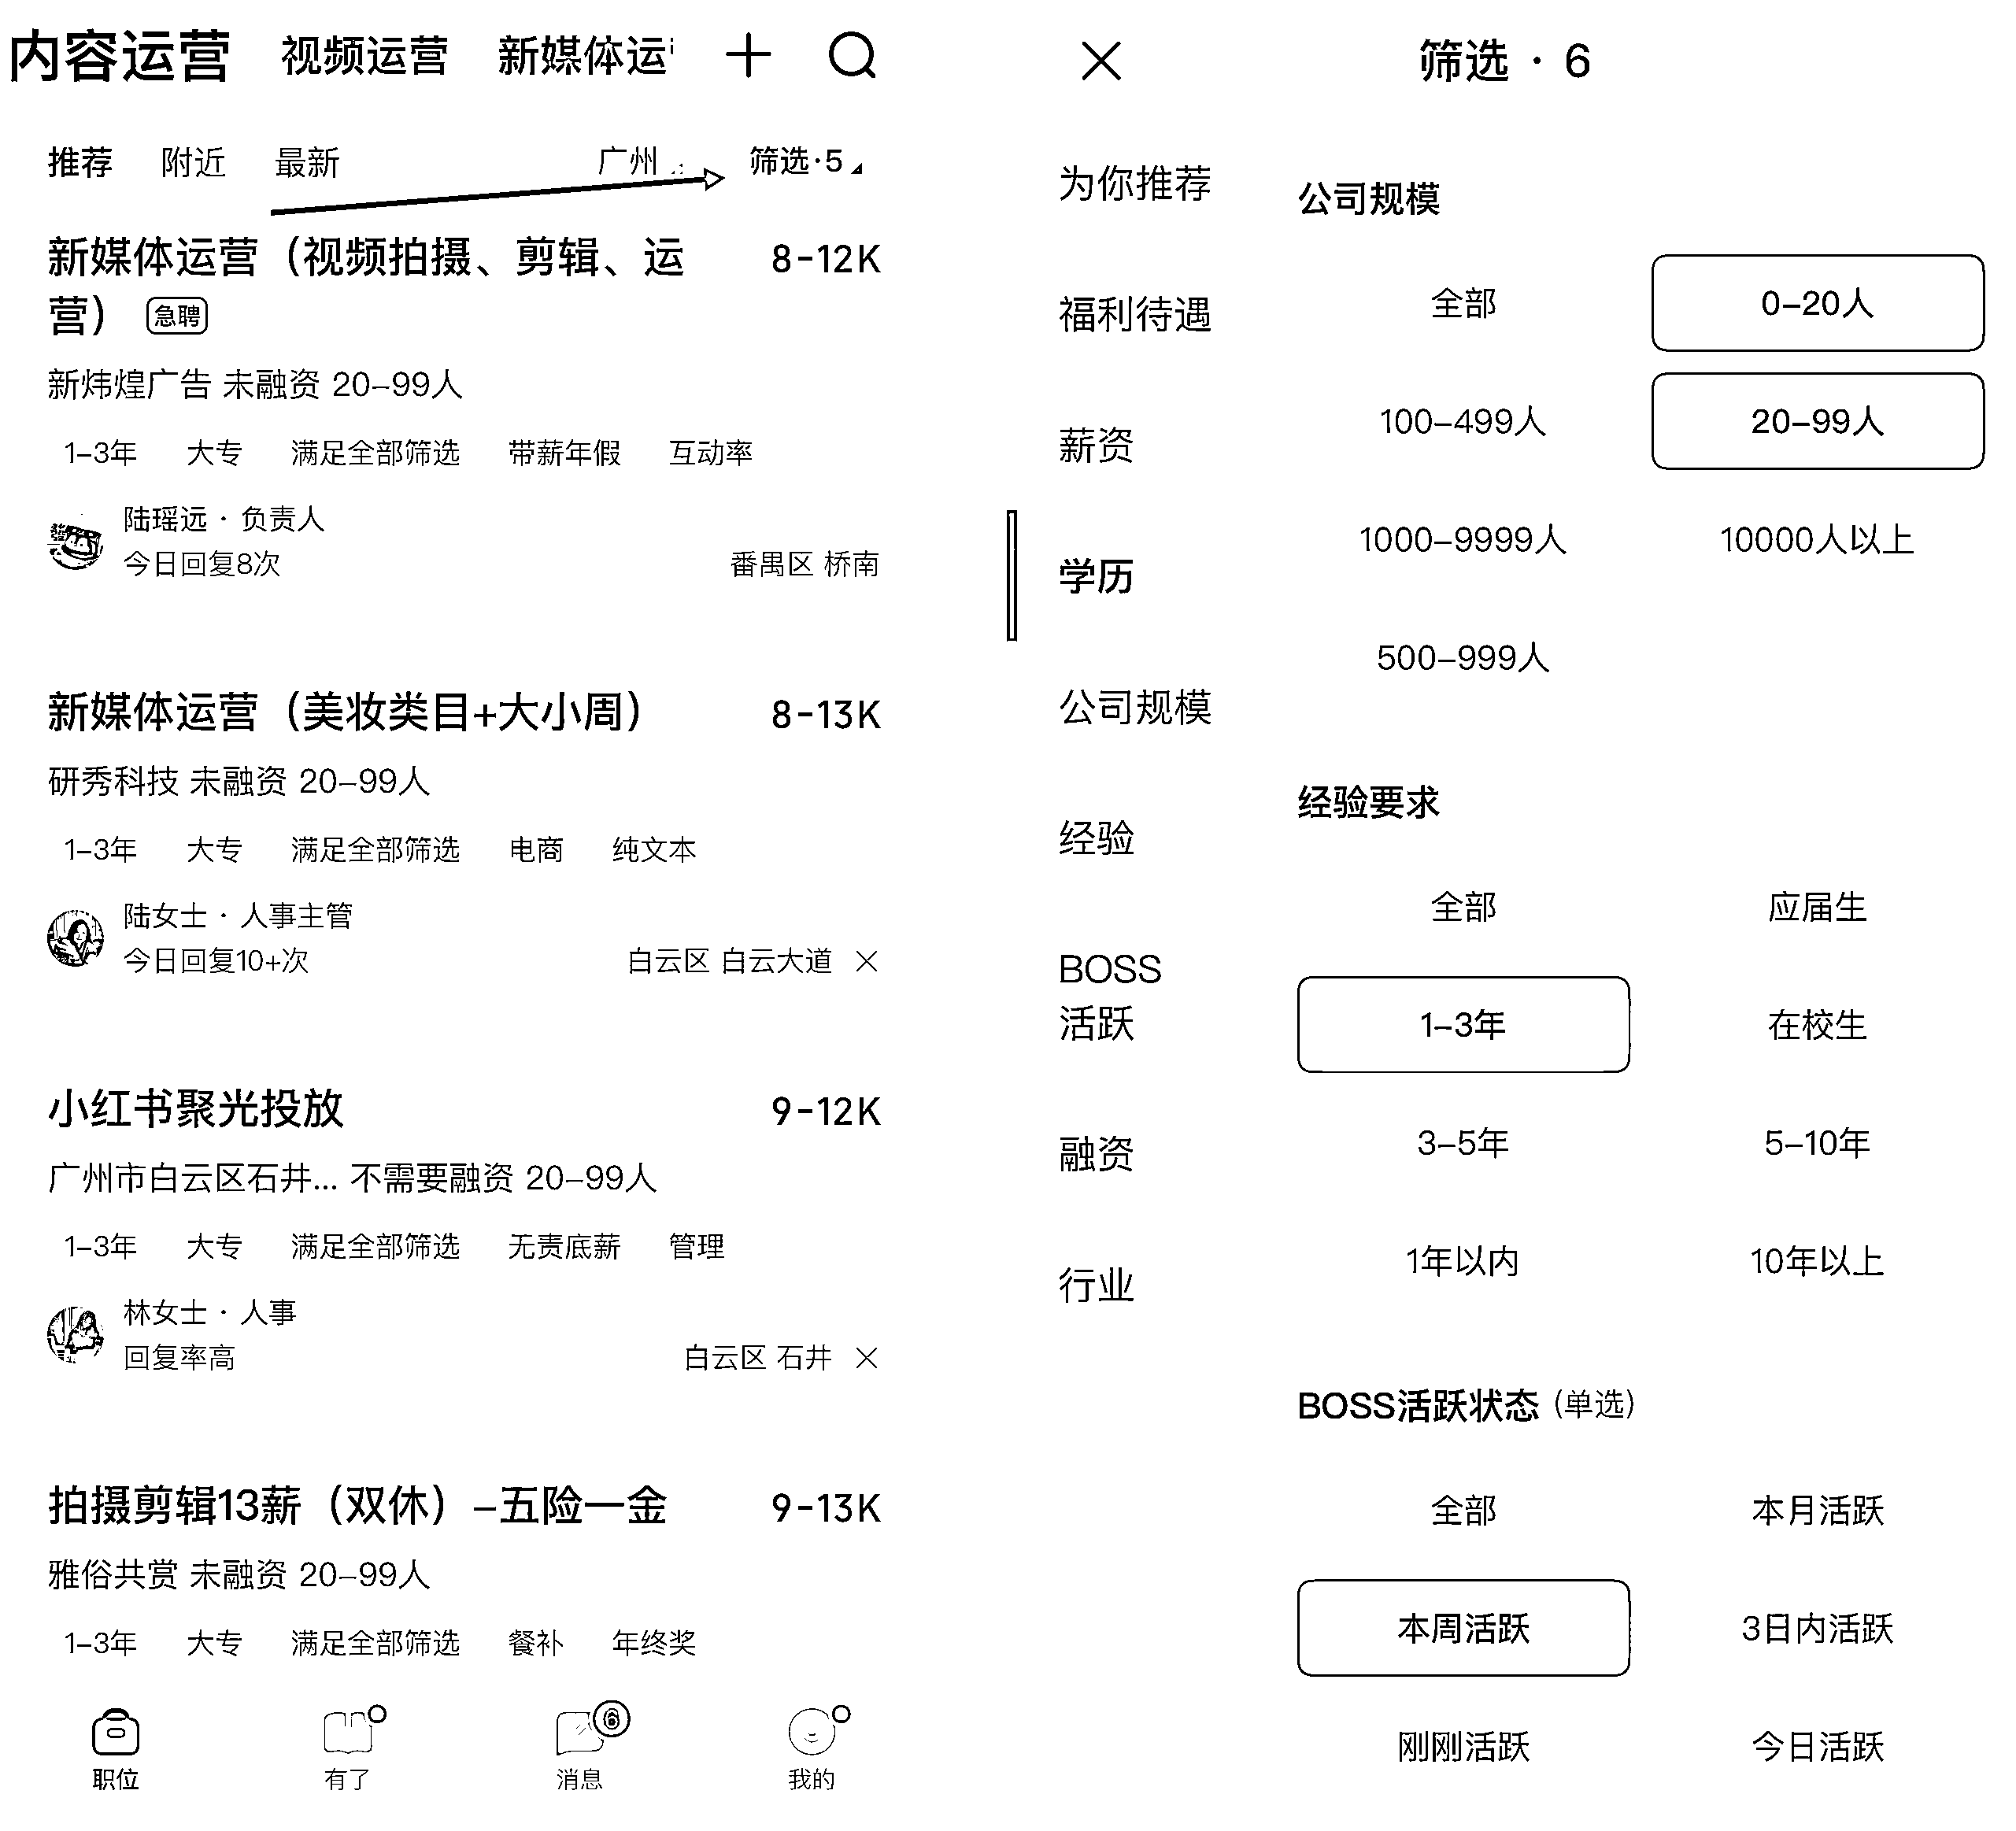 内容运营 视频运营 新媒体运
推荐 附近 最新 广州 筛选·5
新媒体运营（视频拍摄、剪辑、运 8-12K
营） 急聘
新炜煌广告 未融资 20-99人
1-3年 大专 满足全部筛选 带薪年假 互动率
陆瑶远 · 负责人
今日回复8次 番禺区 桥南
新媒体运营（美妆类目+大小周） 8-13K
研秀科技 未融资 20-99人
1-3年 大专 满足全部筛选 电商 纯文本
陆女士 · 人事主管
今日回复10+次 白云区 白云大道 ×
小红书聚光投放 9-12K
广州市白云区石井... 不需要融资 20-99人
1-3年 大专 满足全部筛选 无责底薪 管理
林女士 · 人事
回复率高 白云区 石井 ×
拍摄剪辑13薪（双休）-五险一金 9-13K
雅俗共赏 未融资 20-99人
1-3年 大专 满足全部筛选 餐补 年终奖
6
职位 有了 消息 我的
筛选 · 6
为你推荐
福利待遇
薪资
学历
公司规模
经验
BOSS
活跃
融资
行业
公司规模
全部 0-20人
100-499人 20-99人
1000-9999人 10000人以上
500-999人
经验要求
全部 应届生
1-3年 在校生
3-5年 5-10年
1年以内 10年以上
BOSS活跃状态 (单选)
全部 本月活跃
本周活跃 3日内活跃
刚刚活跃 今日活跃